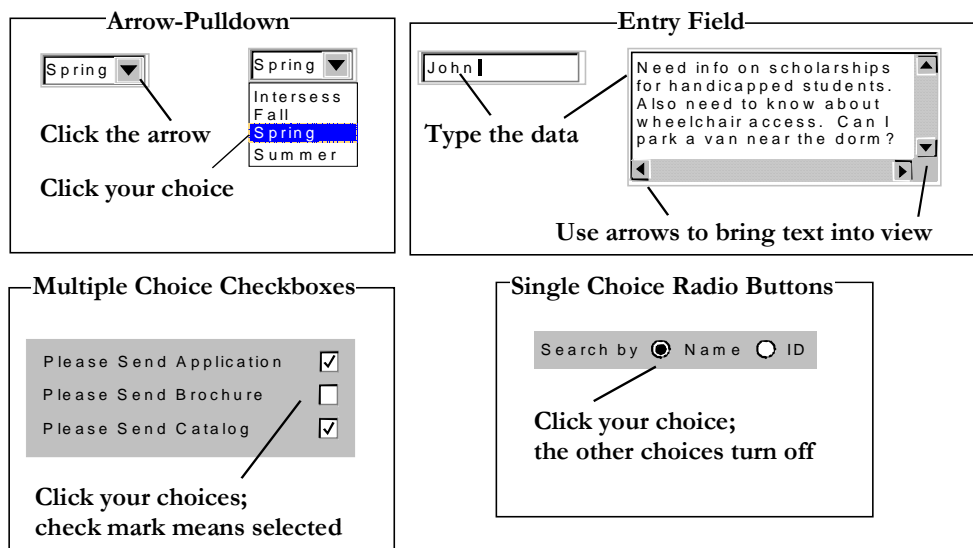 Arrow-Pulldown
Spring
Click the arrow
Spring
Intersess
Fall
Spring
Summer
Click your choice
Entry Field
John
Type the data
Need info on scholarships
for handicapped students.
Also need to know about
wheelchair access. Can I
park a van near the dorm?
Use arrows to bring text into view
Multiple Choice Checkboxes
Please Send Application
Please Send Brochure
Please Send Catalog
Click your choices;
check mark means selected
Single Choice Radio Buttons
Search by Name ID
Click your choice;
the other choices turn off